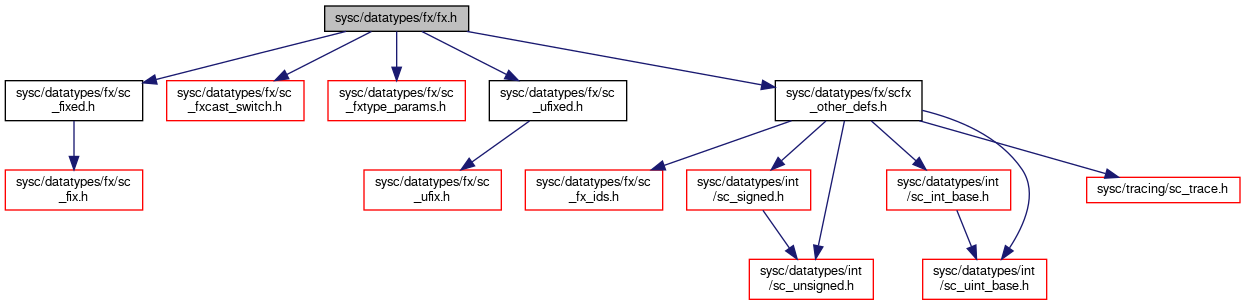 sysc/datatypes/fx/fx.h
sysc/datatypes/fx/sc
_fixed.h
sysc/datatypes/fx/sc
_fxcast_switch.h
sysc/datatypes/fx/sc
_fxtype_params.h
sysc/datatypes/fx/sc
_ufixed.h
sysc/datatypes/fx/scfx
_other_defs.h
sysc/datatypes/fx/sc
_fix.h
sysc/datatypes/fx/sc
_ufix.h
sysc/datatypes/fx/sc
_fx_ids.h
sysc/datatypes/int
/sc_signed.h
sysc/datatypes/int
/sc_int_base.h
sysc/tracing/sc_trace.h
sysc/datatypes/int
/sc_unsigned.h
sysc/datatypes/int
/sc_uint_base.h